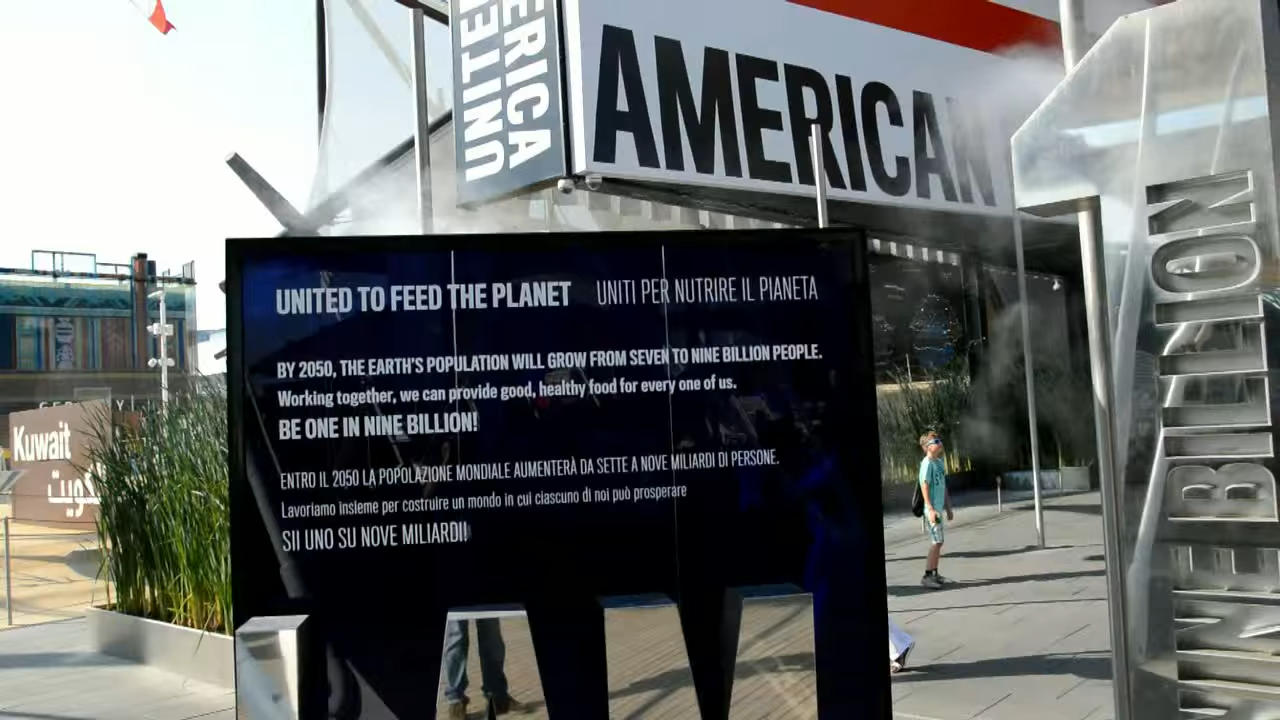 UNITED
ERICA
AMERICAN
UNITED TO FEED THE PLANET UNITI PER NUTRIRE IL PIANETA
BY 2050, THE EARTH'S POPULATION WILL GROW FROM SEVEN TO NINE BILLION PEOPLE.
Working together, we can provide good, healthy food for every one of us.
BE ONE IN NINE BILLION!
ENTRO IL 2050 LA POPOLAZIONE MONDIALE AUMENTERÀ DA SETTE A NOVE MILIARDI DI PERSONE.
Lavoriamo insieme per costruire un mondo in cui ciascuno di noi può prosperare
SII UNO SU NOVE MILIARDI!
Kuwait
الكويت
NE BILLION